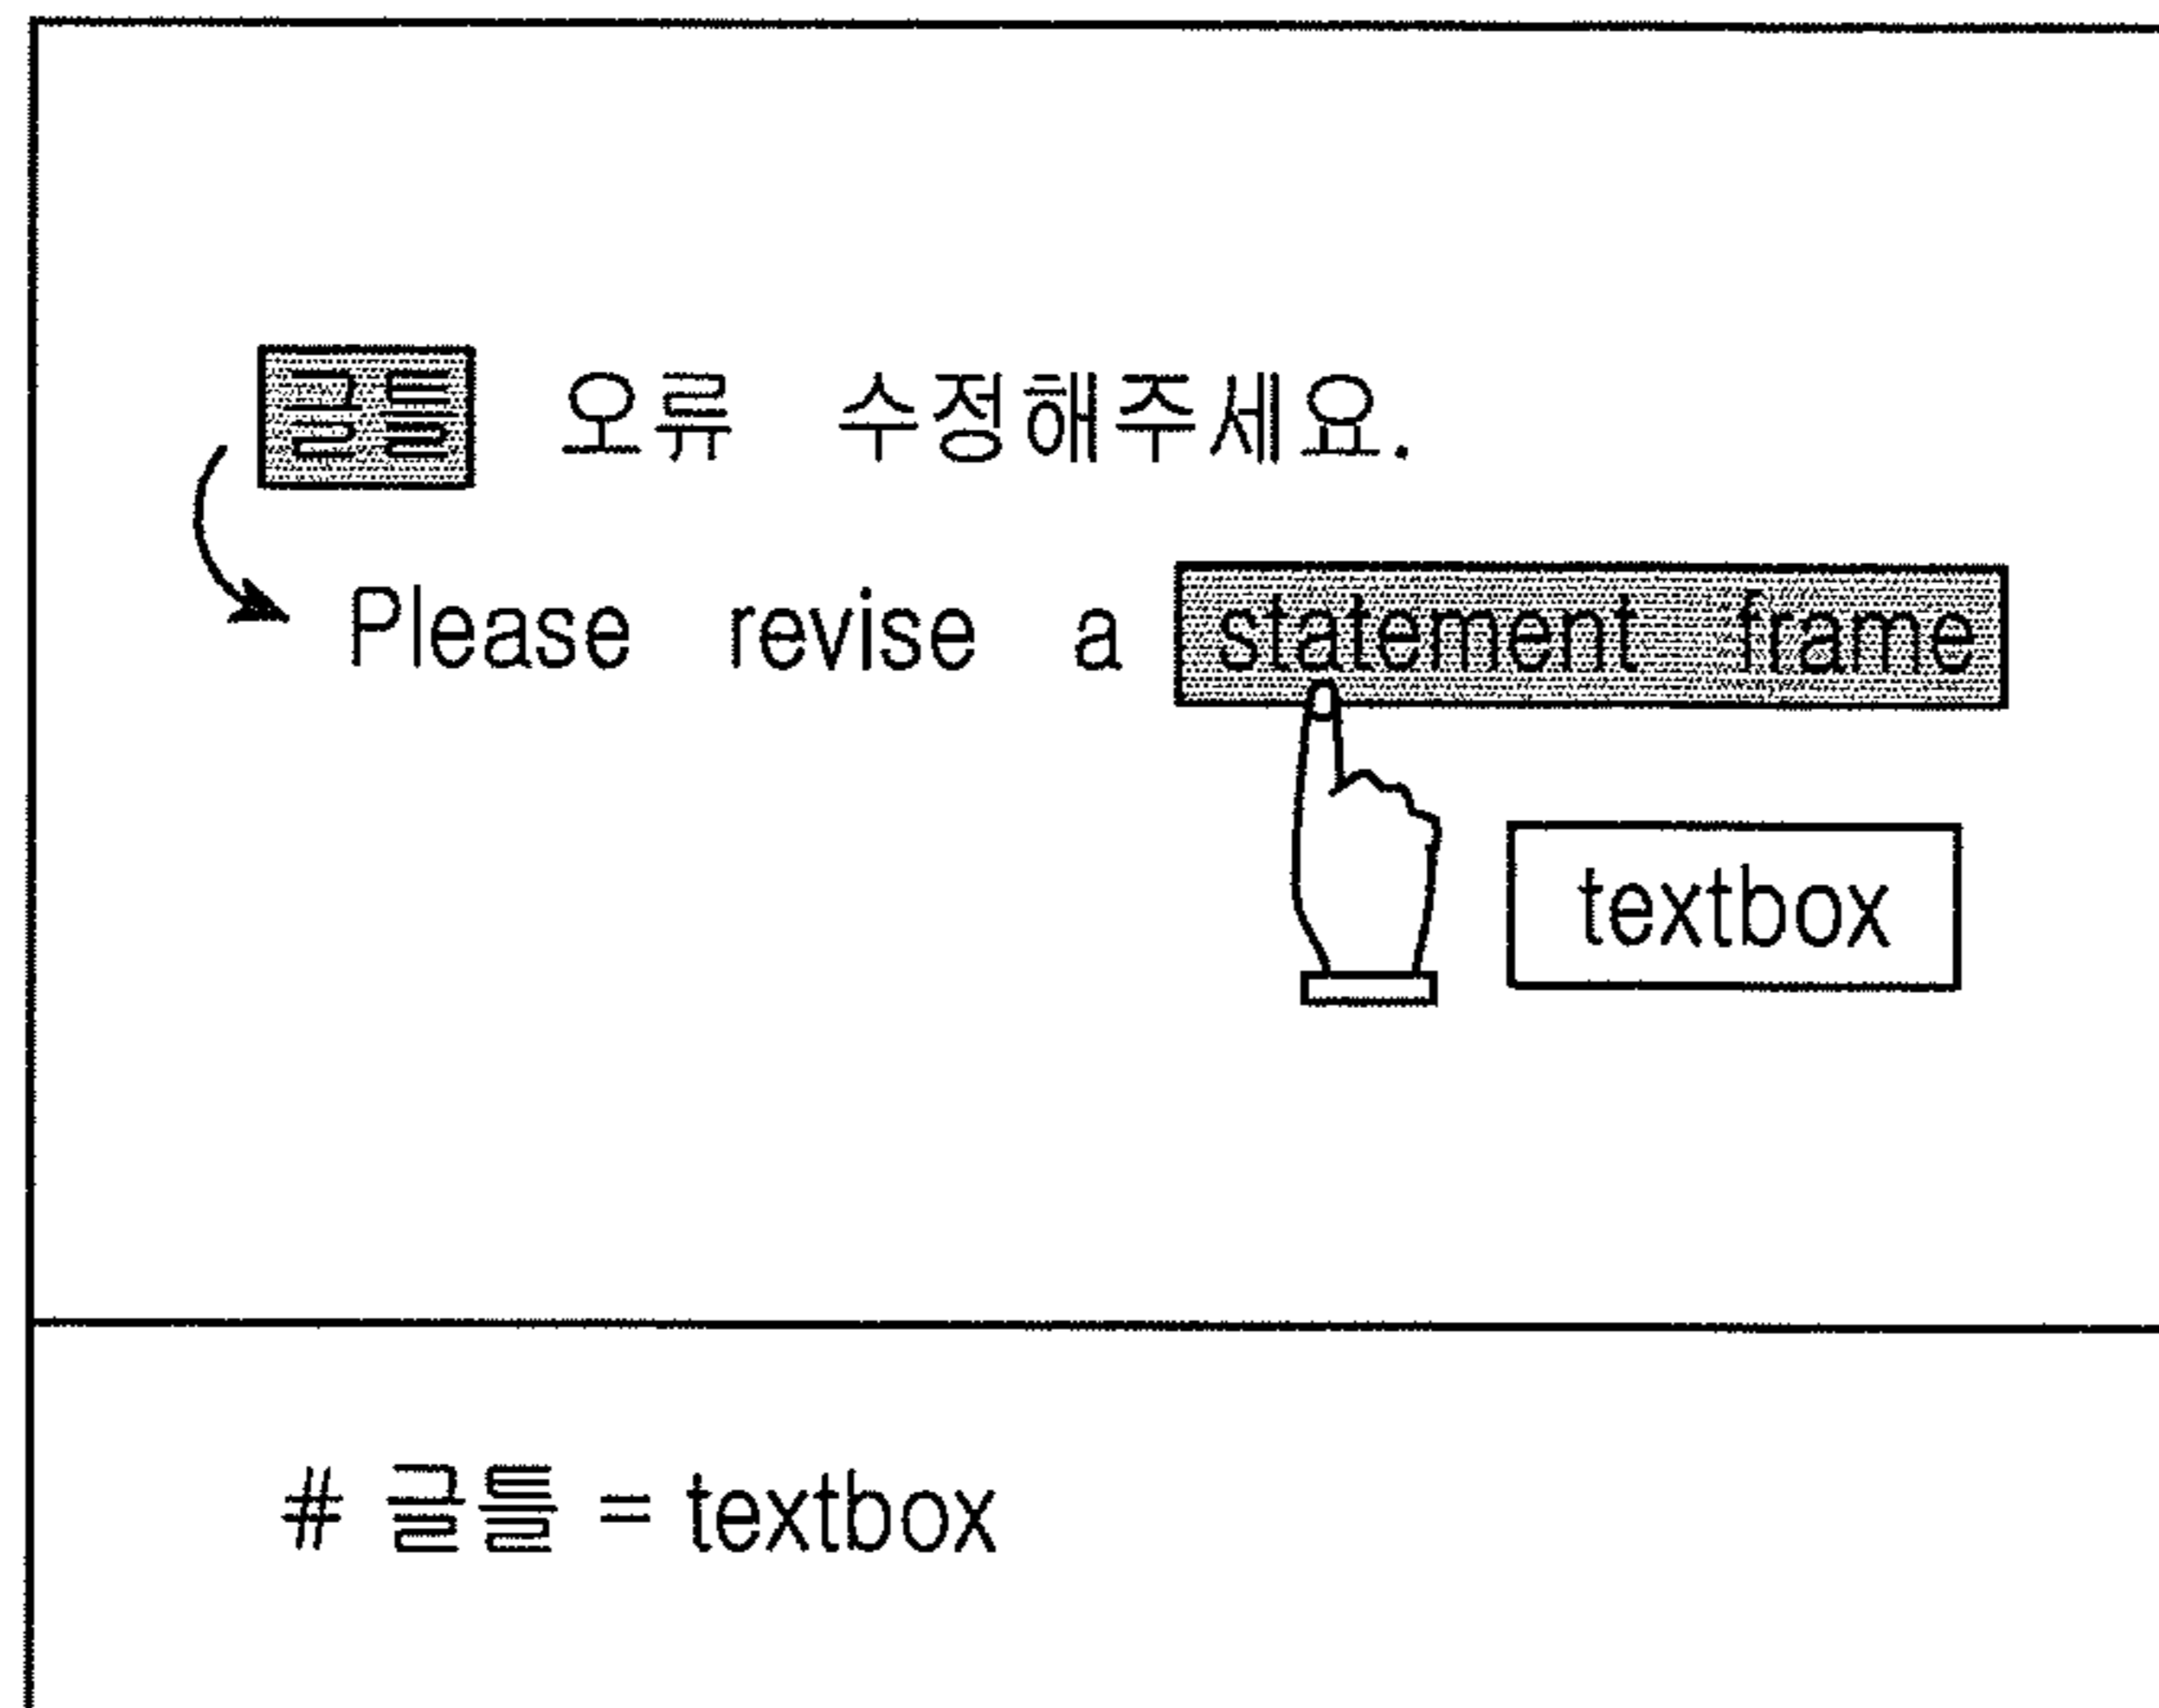 글틀 오류 수정해주세요.
Please revise a statement frame
textbox
# 글틀 = textbox